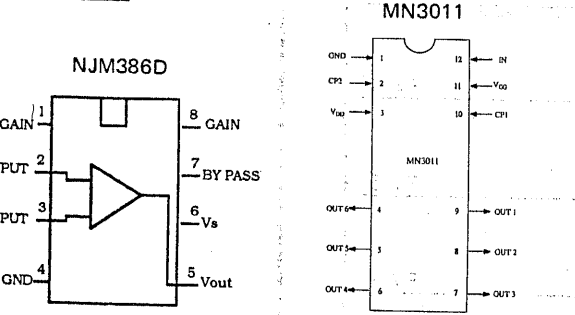 MN3011
NJM386D
GAIN 1
8 GAIN
PUT 2
7 BY PASS
PUT 3
6 Vs
GND 4
5 Vout
GND 1
12 IN
CP2 2
11
3
10 CP1
MN3011
OUT 6 4
9 OUT 1
OUT 5 5
8 OUT 2
OUT 4 6
7 OUT 3